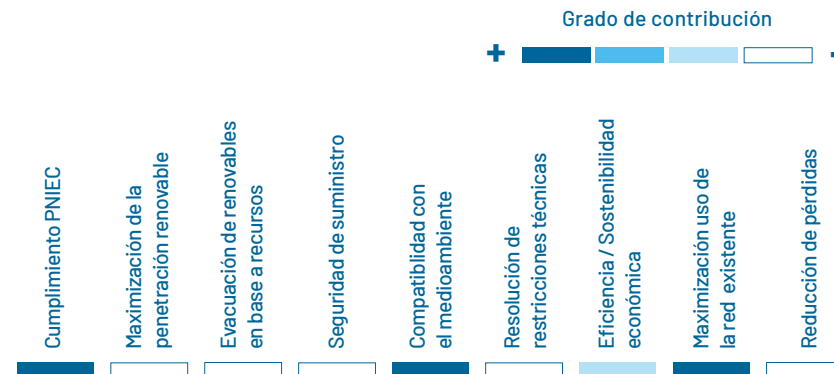 Grado de contribución
+ -
Cumplimiento PNIEC
Maximización de la
penetración renovable
Evacuación de renovables
en base a recursos
Seguridad de suministro
Compatiblidad con
el medioambiente
Resolución de
restricciones técnicas
Eficiencia / Sostenibilidad
económica
Maximización uso de
la red existente
Reducción de pérdidas